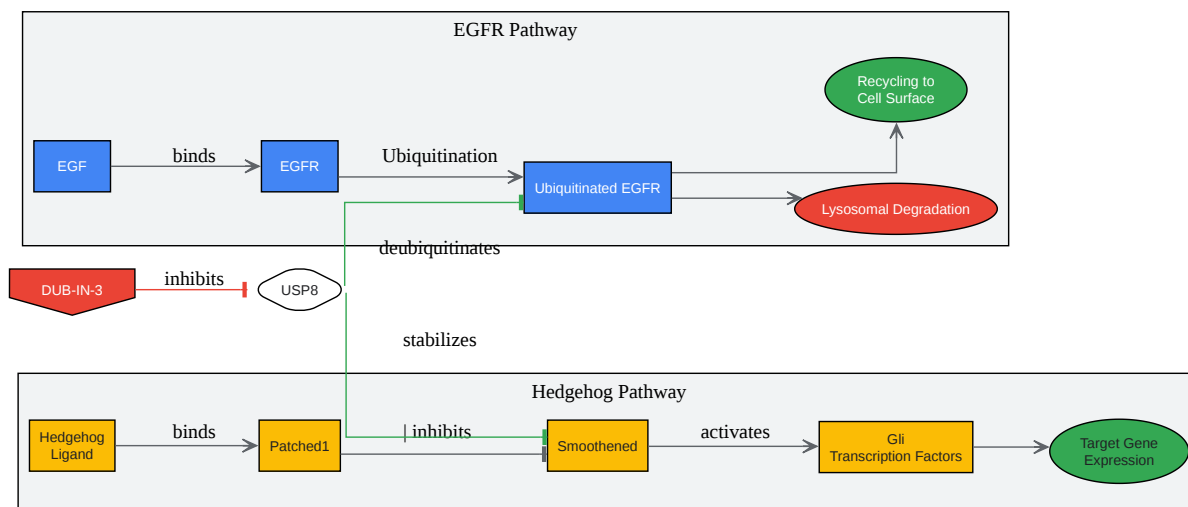 EGFR Pathway
Recycling to
Cell Surface
EGF
binds
EGFR
Ubiquitination
Ubiquitinated EGFR
Lysosomal Degradation
deubiquitinates
DUB-IN-3
inhibits
USP8
stabilizes
Hedgehog Pathway
Hedgehog
Ligand
binds
Patched1
| inhibits
Smoothened
activates
Gli
Transcription Factors
Target Gene
Expression